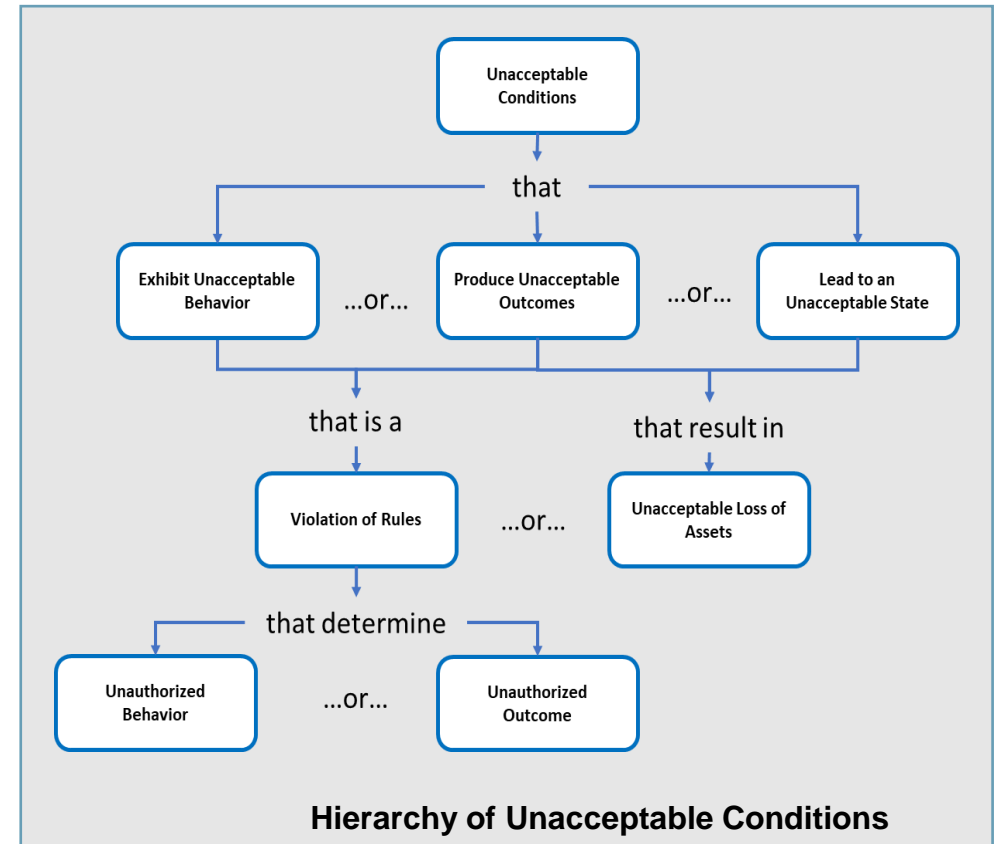 Unacceptable
Conditions
that
Exhibit Unacceptable
Behavior
...or...
Produce Unacceptable
Outcomes
...or...
Lead to an
Unacceptable State
that is a
that result in
Violation of Rules
...or...
Unacceptable Loss of
Assets
that determine
Unauthorized
Behavior
...or...
Unauthorized
Outcome
Hierarchy of Unacceptable Conditions